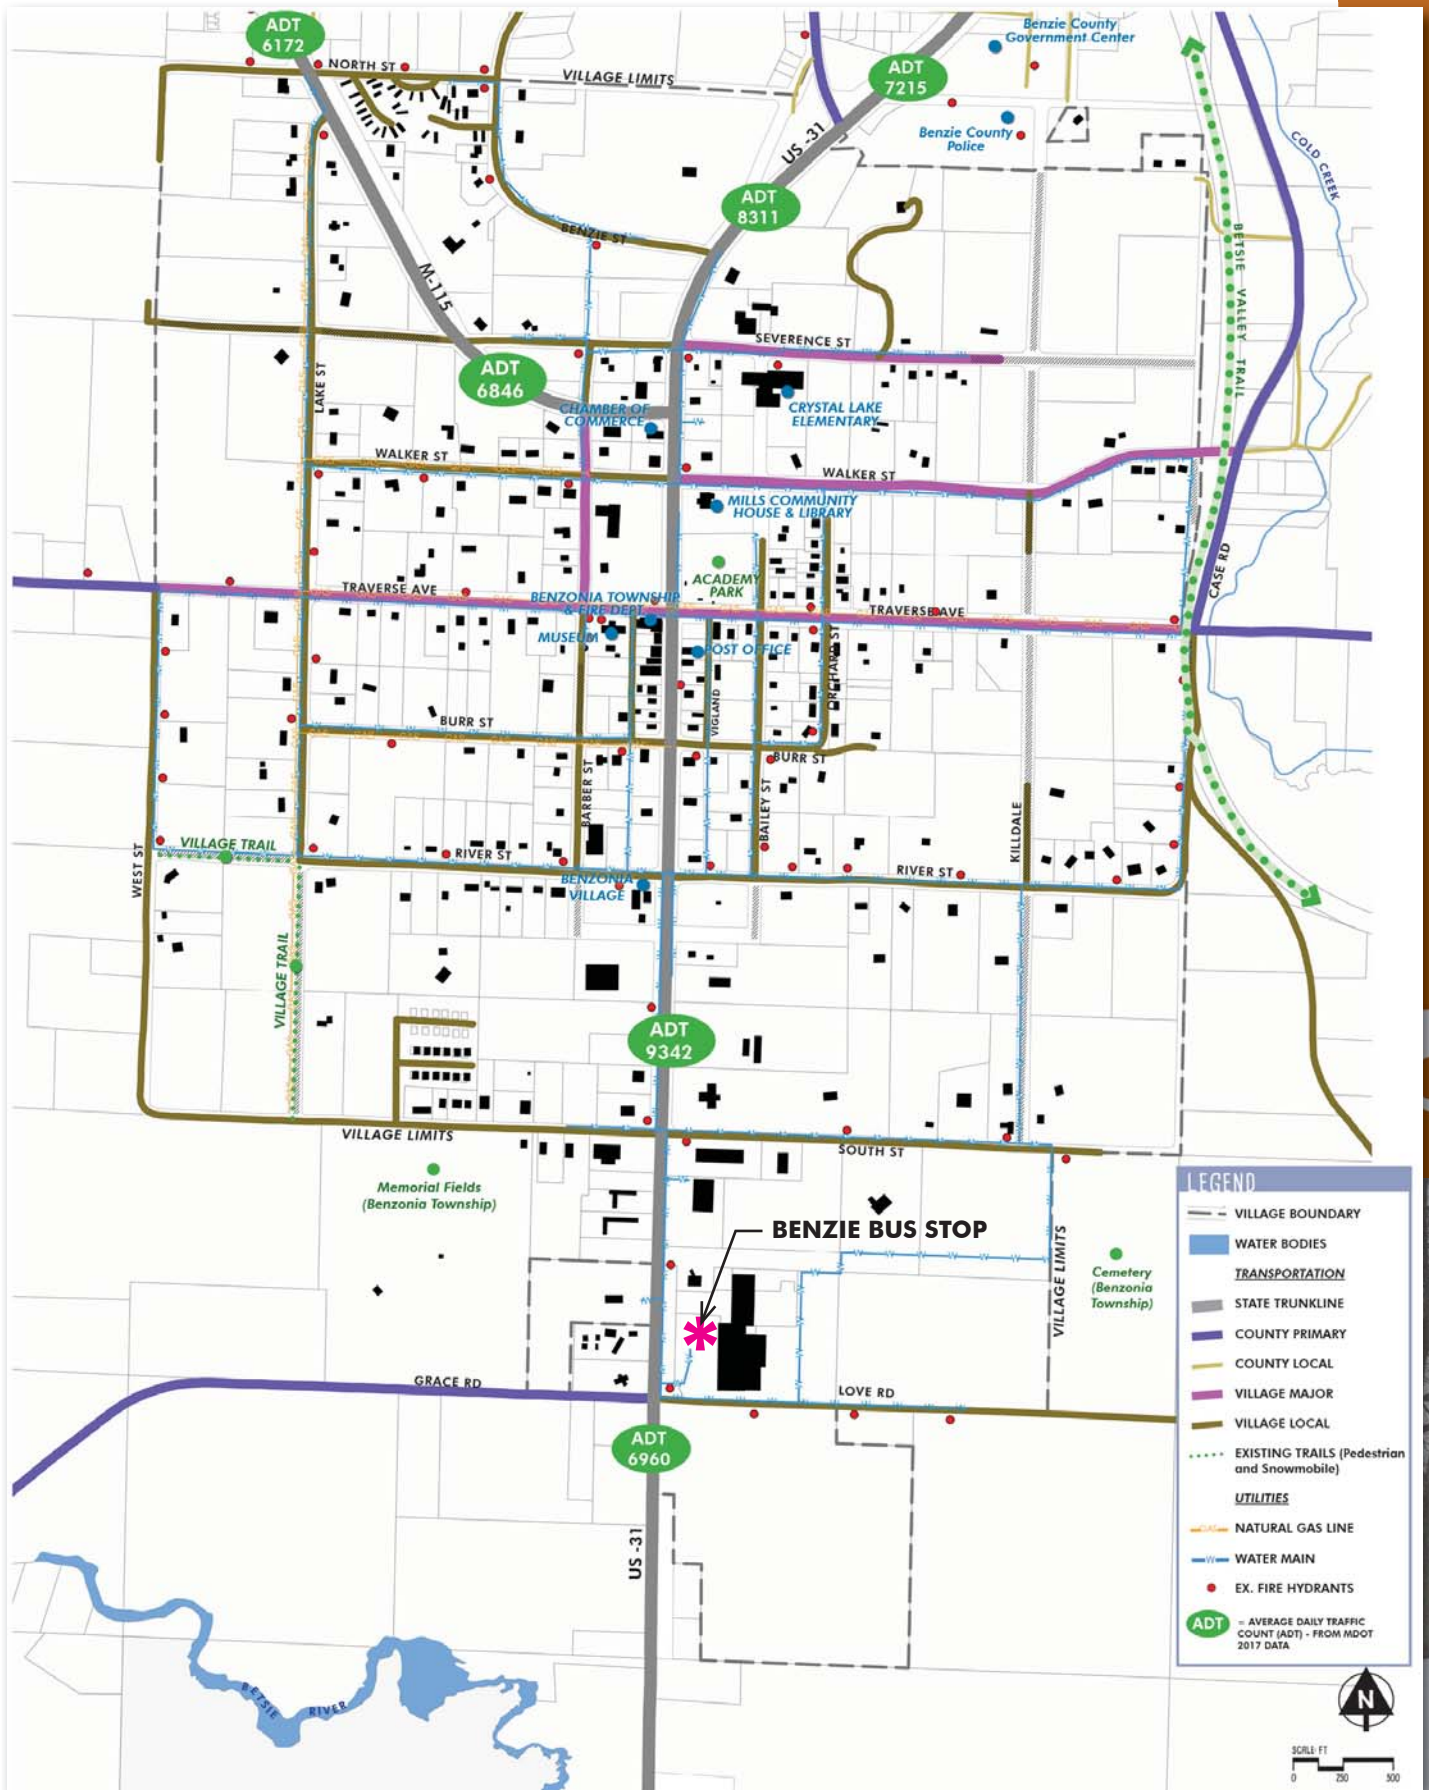 ADT
6172
NORTH ST
VILLAGE LIMITS
Benzie County
Government Center
ADT
7215
US -31
Benzie County
Police
COLD CREEK
ADT
8311
BENZIE ST
M-115
BETSIE VALLEY TRAIL
SEVERENCE ST
LAKE ST
ADT
6846
CHAMBER OF
COMMERCE
CRYSTAL LAKE
ELEMENTARY
WALKER ST
WALKER ST
MILLS COMMUNITY
HOUSE & LIBRARY
ACADEMY
PARK
CASE RD
TRAVERSE AVE
BENZONIA TOWNSHIP
& FIRE DEPT.
TRAVERSE AVE
MUSEUM
POST OFFICE
ORCHARD ST
VIGLAND
BURR ST
BURR ST
BARBER ST
BAILEY ST
KILLDALE
VILLAGE TRAIL
WEST ST
RIVER ST
RIVER ST
BENZONIA
VILLAGE
VILLAGE TRAIL
ADT
9342
VILLAGE LIMITS
SOUTH ST
Memorial Fields
(Benzonia Township)
BENZIE BUS STOP
VILLAGE LIMITS
Cemetery
(Benzonia
Township)
GRACE RD
LOVE RD
ADT
6960
US -31
BETSIE RIVER
LEGEND
VILLAGE BOUNDARY
WATER BODIES
TRANSPORTATION
STATE TRUNKLINE
COUNTY PRIMARY
COUNTY LOCAL
VILLAGE MAJOR
VILLAGE LOCAL
EXISTING TRAILS (Pedestrian
and Snowmobile)
UTILITIES
GAS NATURAL GAS LINE
W WATER MAIN
EX. FIRE HYDRANTS
ADT = AVERAGE DAILY TRAFFIC
COUNT (ADT) - FROM MDOT
2017 DATA
N
SCALE: FT
0 250 500